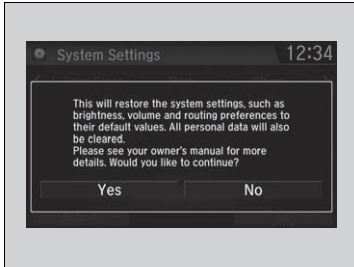 System Settings
12:34
This will restore the system settings, such as
brightness, volume and routing preferences to
their default values. All personal data will also
be cleared.
Please see your owner's manual for more
details. Would you like to continue?
Yes
No